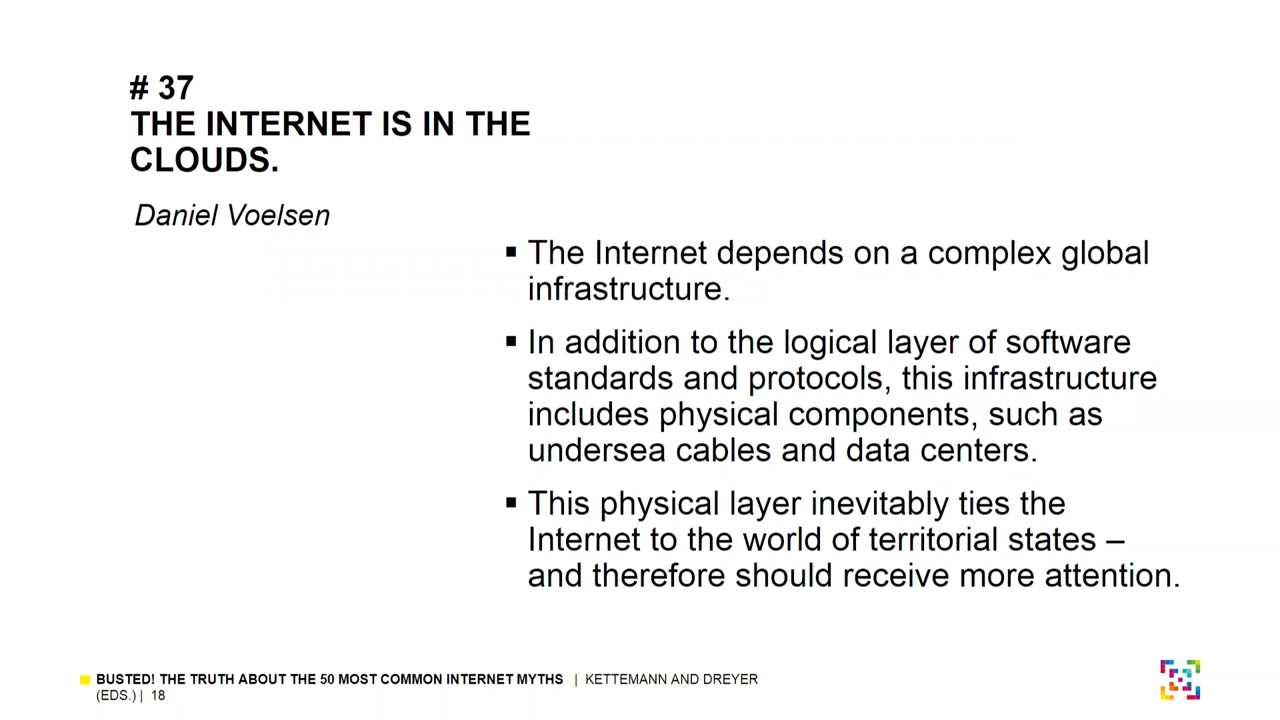 # 37
THE INTERNET IS IN THE
CLOUDS.
Daniel Voelsen
▪ The Internet depends on a complex global
infrastructure.
▪ In addition to the logical layer of software
standards and protocols, this infrastructure
includes physical components, such as
undersea cables and data centers.
▪ This physical layer inevitably ties the
Internet to the world of territorial states –
and therefore should receive more attention.
BUSTED! THE TRUTH ABOUT THE 50 MOST COMMON INTERNET MYTHS | KETTEMANN AND DREYER
(EDS.) | 18